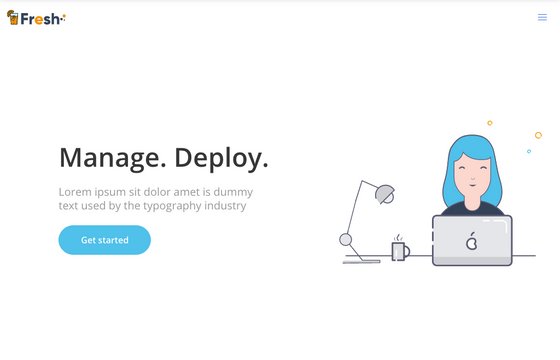 Fresh
Manage. Deploy.
Lorem ipsum sit dolor amet is dummy
text used by the typography industry
Get started